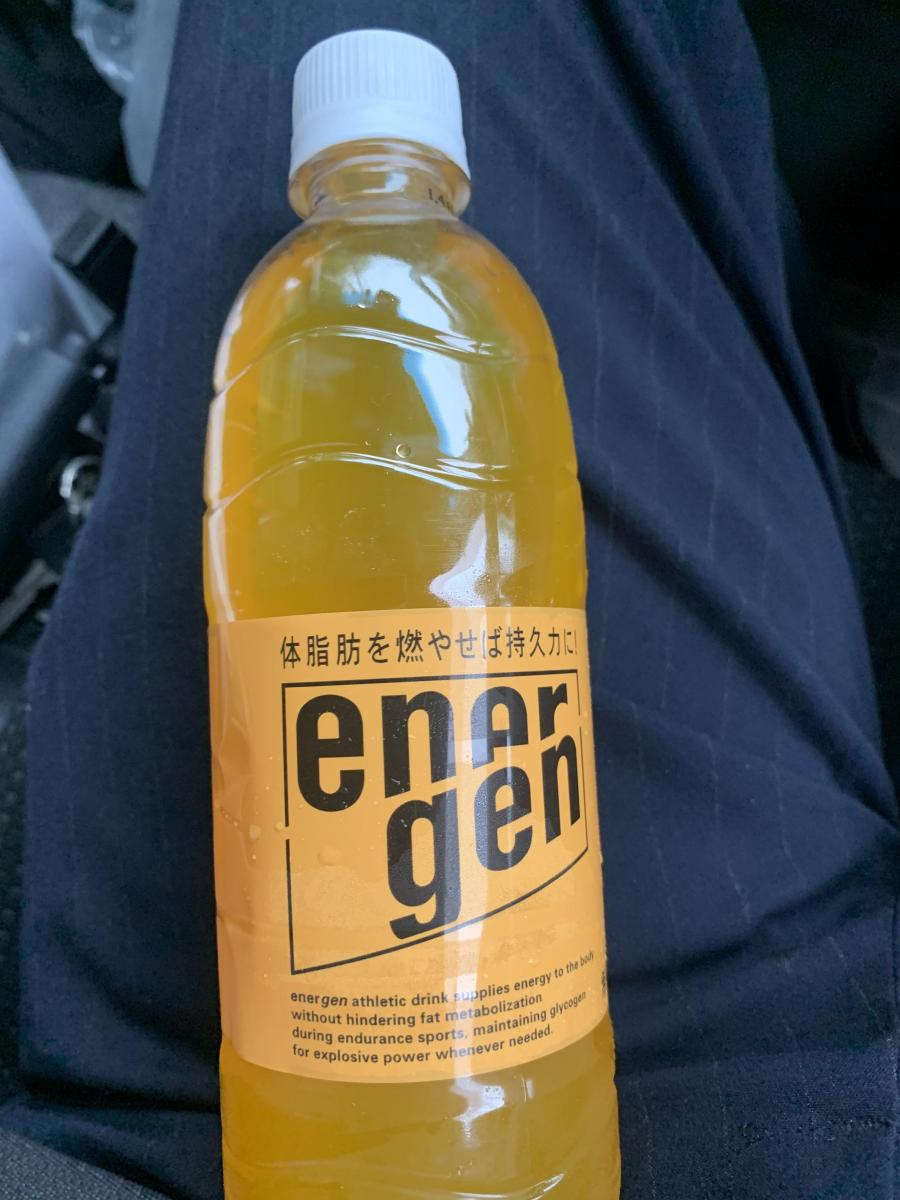 体脂肪を燃やせば持久力に!
ener
gen
energen athletic drink supplies energy to the body
without hindering fat metabolization
during endurance sports, maintaining glycogen
for explosive power whenever needed.